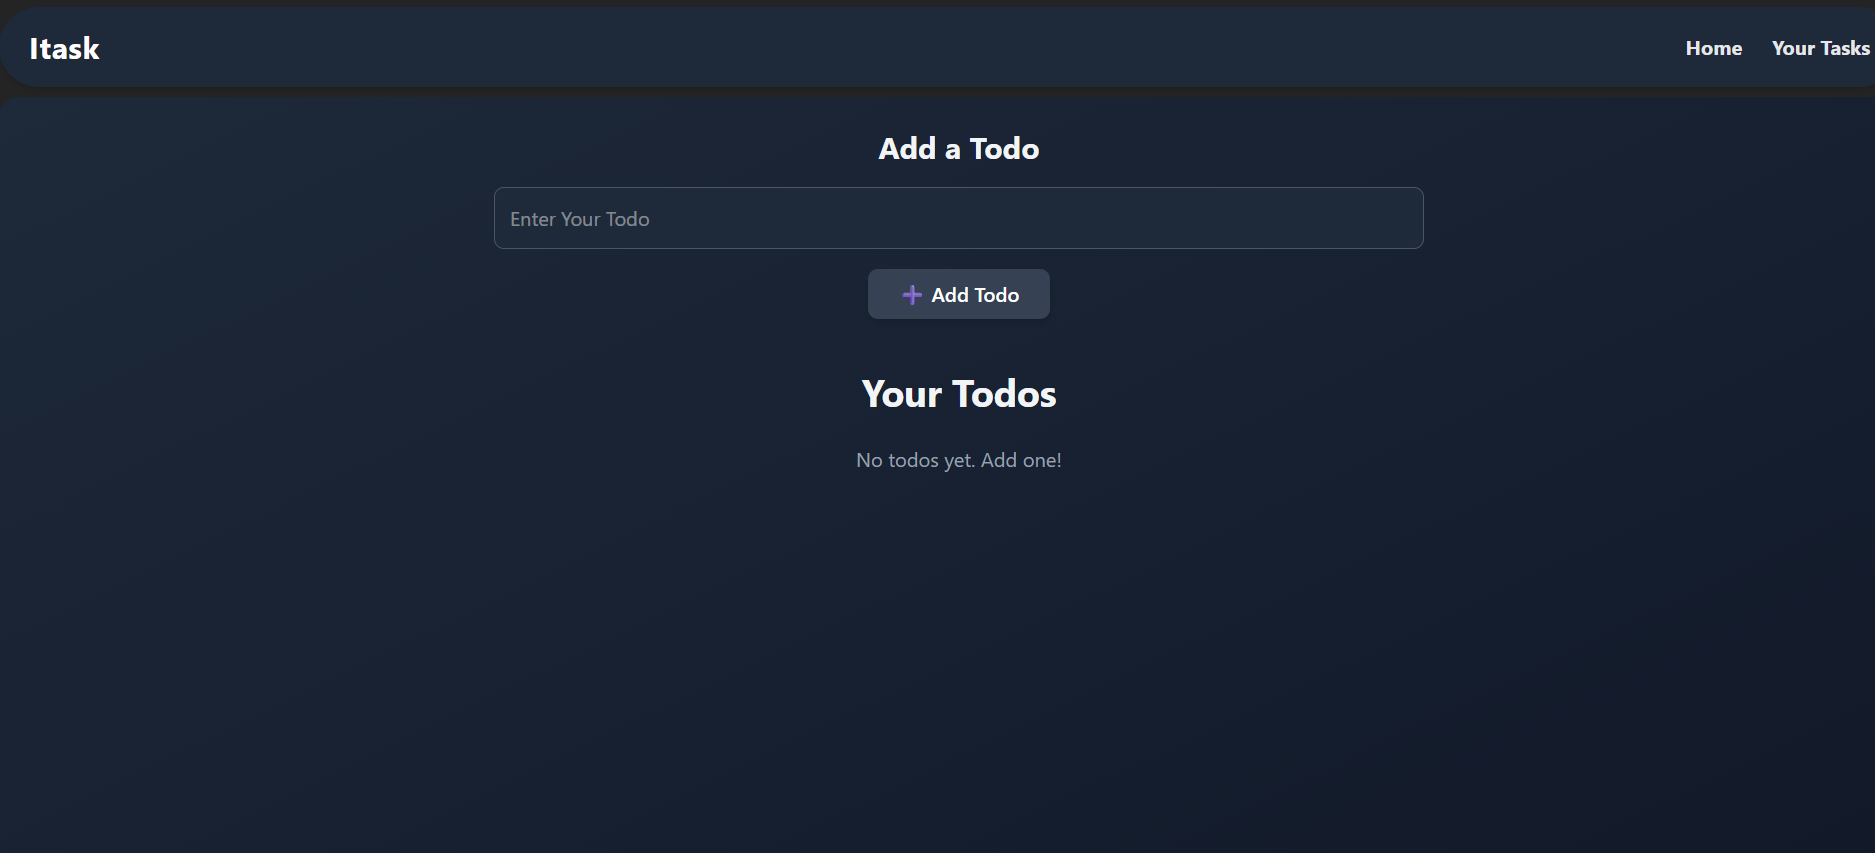 Itask
Home Your Tasks
Add a Todo
Enter Your Todo
➕ Add Todo
Your Todos
No todos yet. Add one!